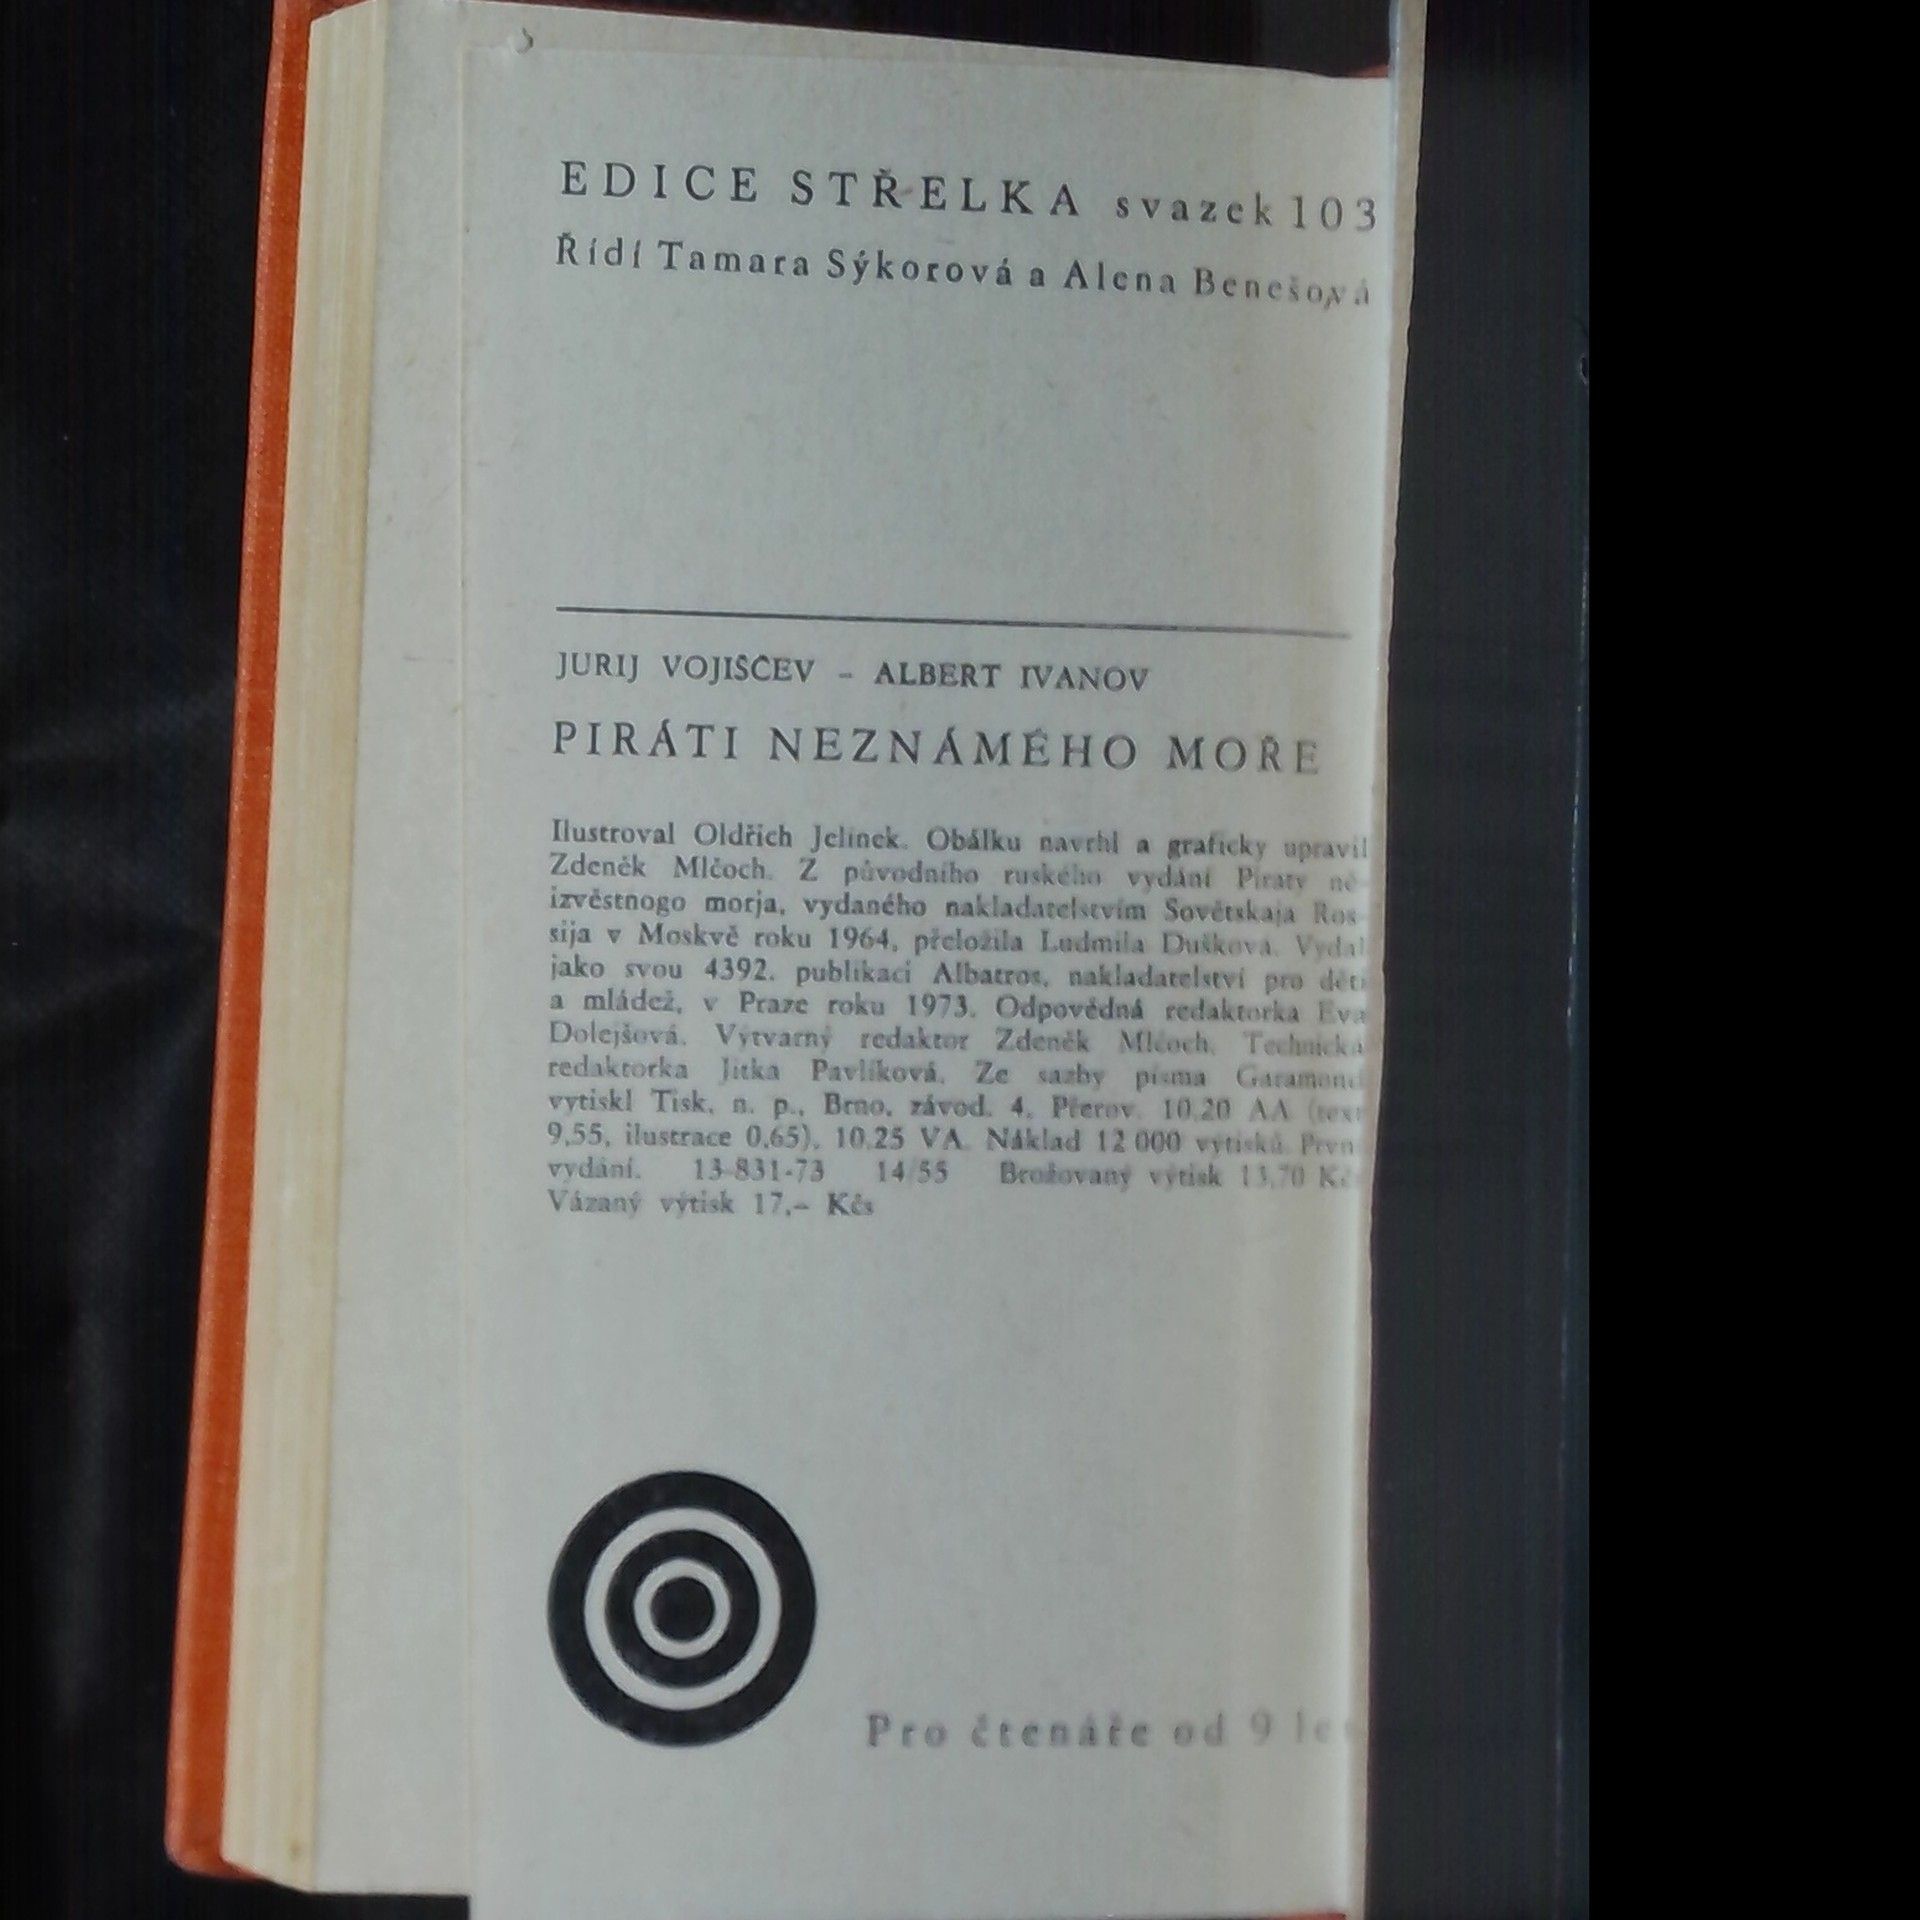 EDICE STŘELKA svazek 103
Řídí Tamara Sýkorová a Alena Benešová
JURIJ VOJIŠČEV – ALBERT IVANOV
PIRÁTI NEZNÁMÉHO MOŘE
Ilustroval Oldřich Jelínek. Obálku navrhl a graficky upravil
Zdeněk Mlčoch. Z původního ruského vydání Piraty ne-
izvěstnogo morja, vydaného nakladatelstvím Sovětskaja Ros-
sija v Moskvě roku 1964, přeložila Ludmila Dušková. Vydal
jako svou 4392. publikaci Albatros, nakladatelství pro děti
a mládež, v Praze roku 1973. Odpovědná redaktorka Eva
Dolejšová. Výtvarný redaktor Zdeněk Mlčoch. Technická
redaktorka Jitka Pavlíková. Ze sazby písma Garamond
vytiskl Tisk, n. p., Brno, závod. 4, Přerov. 10,20 AA (text
9,55, ilustrace 0,65), 10,25 VA. Náklad 12 000 výtisků. První
vydání. 13-831-73 14/55 Brožovaný výtisk 13,70 Kčs
Vázaný výtisk 17,– Kčs
Pro čtenáře od 9 let